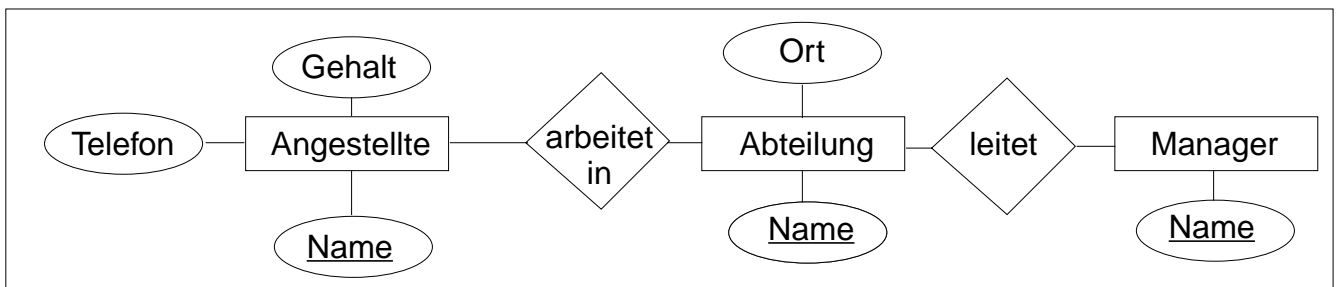 Gehalt
Ort
Telefon
Angestellte
arbeitet
in
Abteilung
leitet
Manager
Name
Name
Name